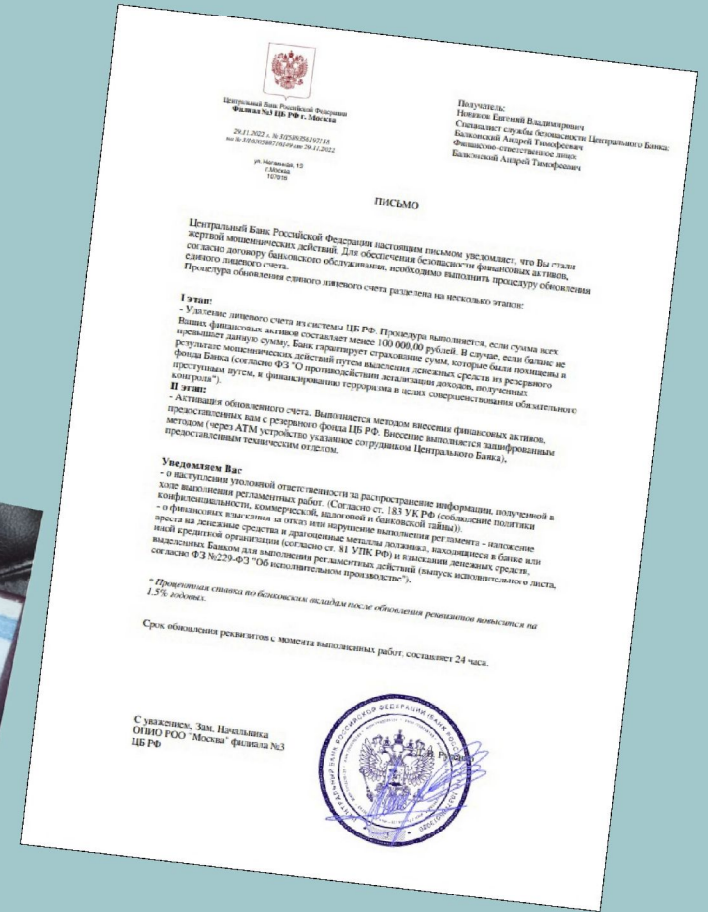 Центральный Банк Российской Федерации
Филиал №3 ЦБ РФ г. Москва
29.11.2022 г. №
29.11.2022
ул. Неглинная, 12
г.Москва
107016
Получатель:
Новиков Евгений Владимирович
Специалист службы безопасности Центрального Банка:
Балконский Андрей Тимофеевич
Финансово-ответственное лицо:
Балконский Андрей Тимофеевич
ПИСЬМО
Центральный Банк Российской Федерации настоящим письмом уведомляет, что Вы стали
жертвой мошеннических действий. Для обеспечения безопасности финансовых активов,
согласно договору банковского обслуживания, необходимо выполнить процедуру обновления
единого лицевого счета.
Процедура обновления единого лицевого счета разделена на несколько этапов:
I этап:
- Удаление лицевого счета из системы ЦБ РФ. Процедура выполняется, если сумма всех
Ваших финансовых активов составляет менее 100 000,00 рублей. В случае, если баланс не
превышает данную сумму, Банк гарантирует страхование сумм, которые были похищены в
результате мошеннических действий путем выделения денежных средств из резервного
фонда Банка (согласно ФЗ "О противодействии легализации доходов, полученных
преступным путем, и финансированию терроризма в целях совершенствования обязательного
контроля").
II этап:
- Активация обновленного счета. Выполняется методом внесения финансовых активов,
предоставленных вам с резервного фонда ЦБ РФ. Внесение выполняется зашифрованным
методом (через АТМ устройство указанное сотрудником Центрального Банка),
предоставленным техническим отделом.
Уведомляем Вас
- о наступления уголовной ответственности за распространение информации, полученной в
ходе выполнения регламентных работ. (Согласно ст. 183 УК РФ (соблюдение политики
конфиденциальности, коммерческой, налоговой и банковской тайны)).
- о финансовых взысканиях за отказ или нарушение выполнения регламента - наложение
ареста на денежные средства и драгоценные металлы должника, находящиеся в банке или
иной кредитной организации (согласно ст. 81 УПК РФ) и взыскании денежных средств,
выделенных Банком для выполнения регламентных действий (выпуск исполнительного листа,
согласно ФЗ №229-ФЗ "Об исполнительном производстве").
- Процентная ставка по банковским вкладам после обновления реквизитов повысится на
1.5% годовых.
Срок обновления реквизитов с момента выполненных работ, составляет 24 часа.
С уважением, Зам. Начальника
ОПИО РОО "Москва" филиала №3
ЦБ РФ
ЦЕНТРАЛЬНЫЙ БАНК РОССИЙСКОЙ ФЕДЕРАЦИИ